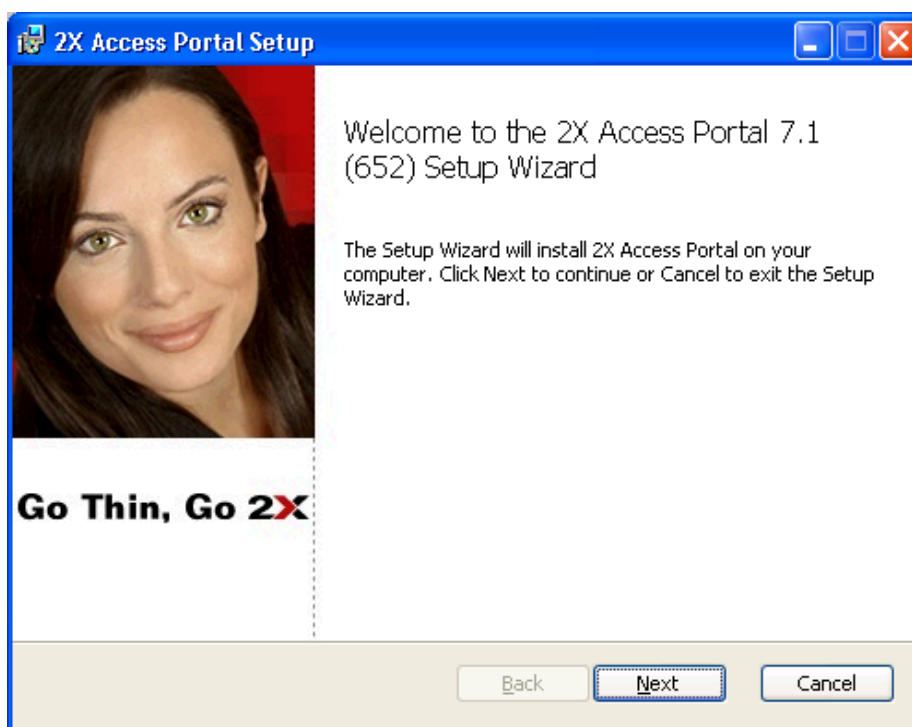 2X Access Portal Setup
Welcome to the 2X Access Portal 7.1
(652) Setup Wizard
The Setup Wizard will install 2X Access Portal on your
computer. Click Next to continue or Cancel to exit the Setup
Wizard.
Go Thin, Go 2X
Back
Next
Cancel